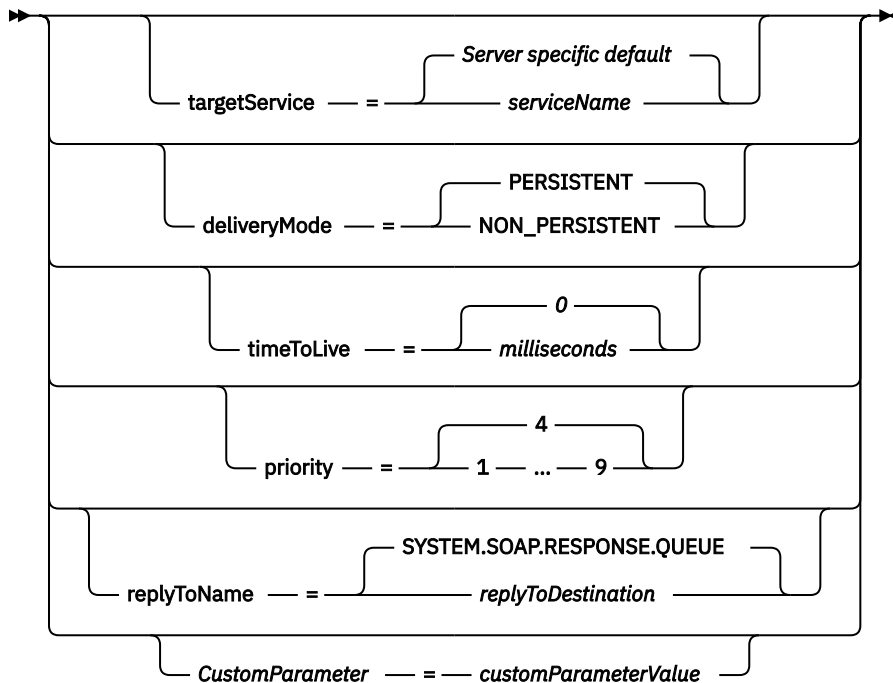 Server specific default
targetService = serviceName
PERSISTENT
deliveryMode = NON_PERSISTENT
0
timeToLive = milliseconds
4
priority = 1 ... 9
SYSTEM.SOAP.RESPONSE.QUEUE
replyToName = replyToDestination
CustomParameter = customParameterValue